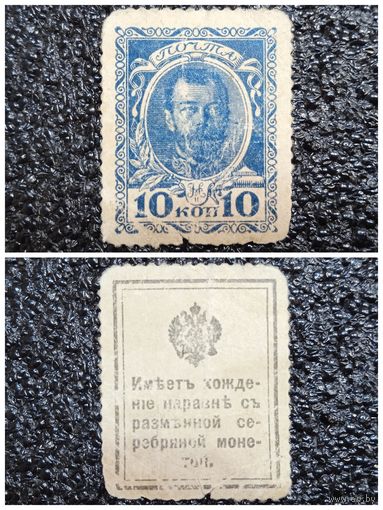 ПОЧТА
10 КОП 10
Имѣетъ хожде-
ніе наравнѣ съ
размѣнной се-
ребряной моне-
той.